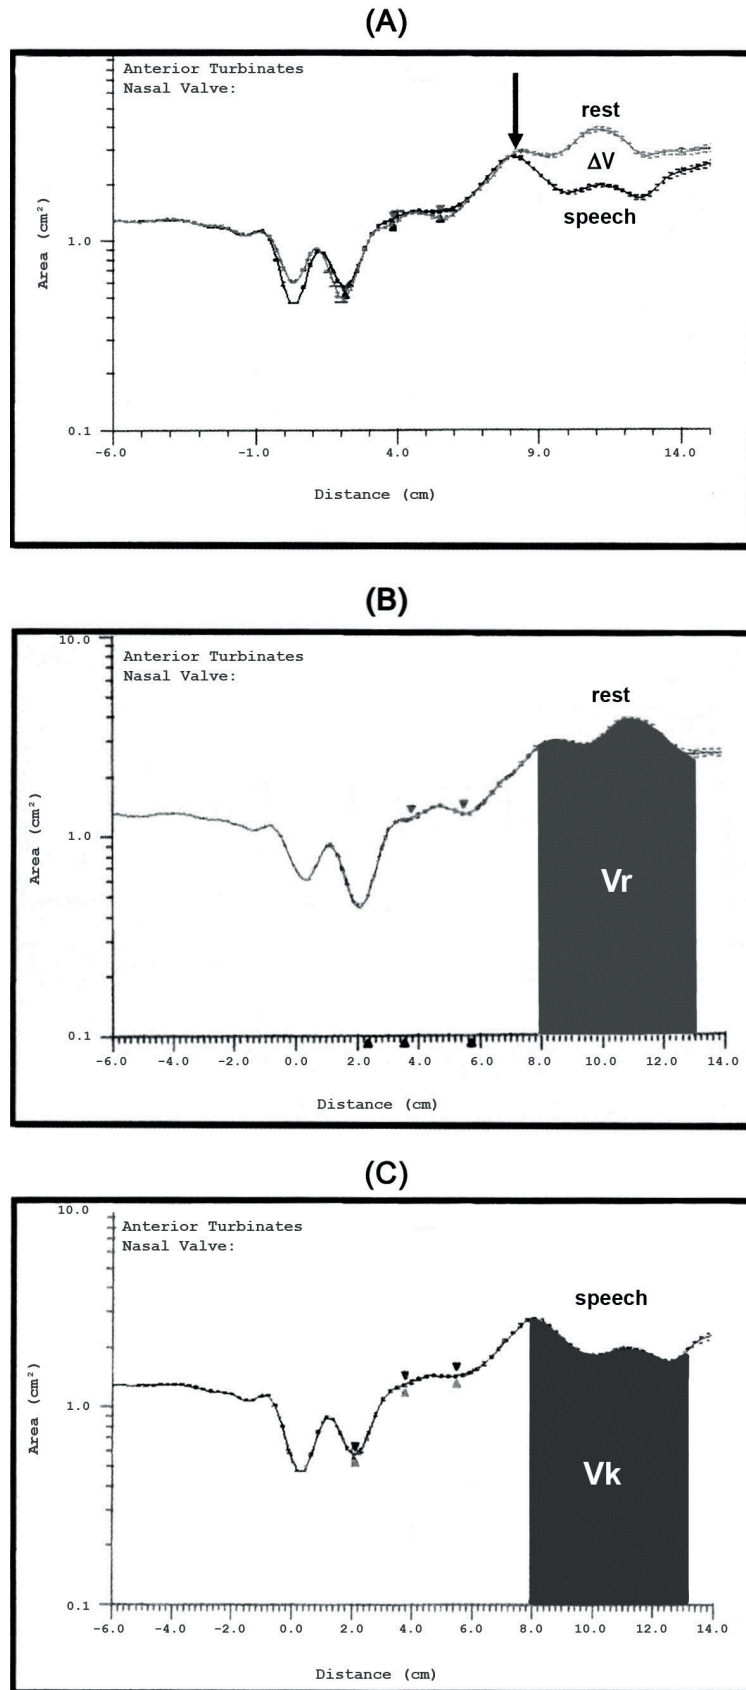 (A)
Anterior Turbinates
Nasal Valve:
rest
ΔV
speech
Area (cm²)
1.0
0.1
-6.0 -1.0 4.0 9.0 14.0
Distance (cm)
(B)
10.0
Anterior Turbinates
Nasal Valve:
rest
Area (cm²)
1.0
Vr
0.1
-6.0 -4.0 -2.0 0.0 2.0 4.0 6.0 8.0 10.0 12.0 14.0
Distance (cm)
(C)
10.0
Anterior Turbinates
Nasal Valve:
speech
Area (cm²)
1.0
Vk
0.1
-6.0 -4.0 -2.0 0.0 2.0 4.0 6.0 8.0 10.0 12.0 14.0
Distance (cm)